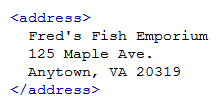 <address>
Fred's Fish Emporium
125 Maple Ave.
Anytown, VA 20319
</address>